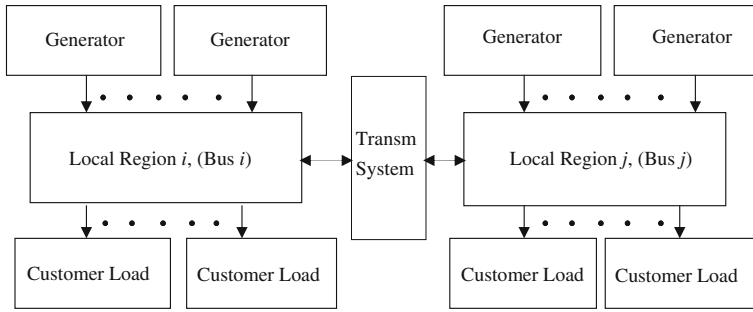 Generator Generator Generator Generator
Local Region i, (Bus i)
Transm
System
Local Region j, (Bus j)
Customer Load Customer Load Customer Load Customer Load